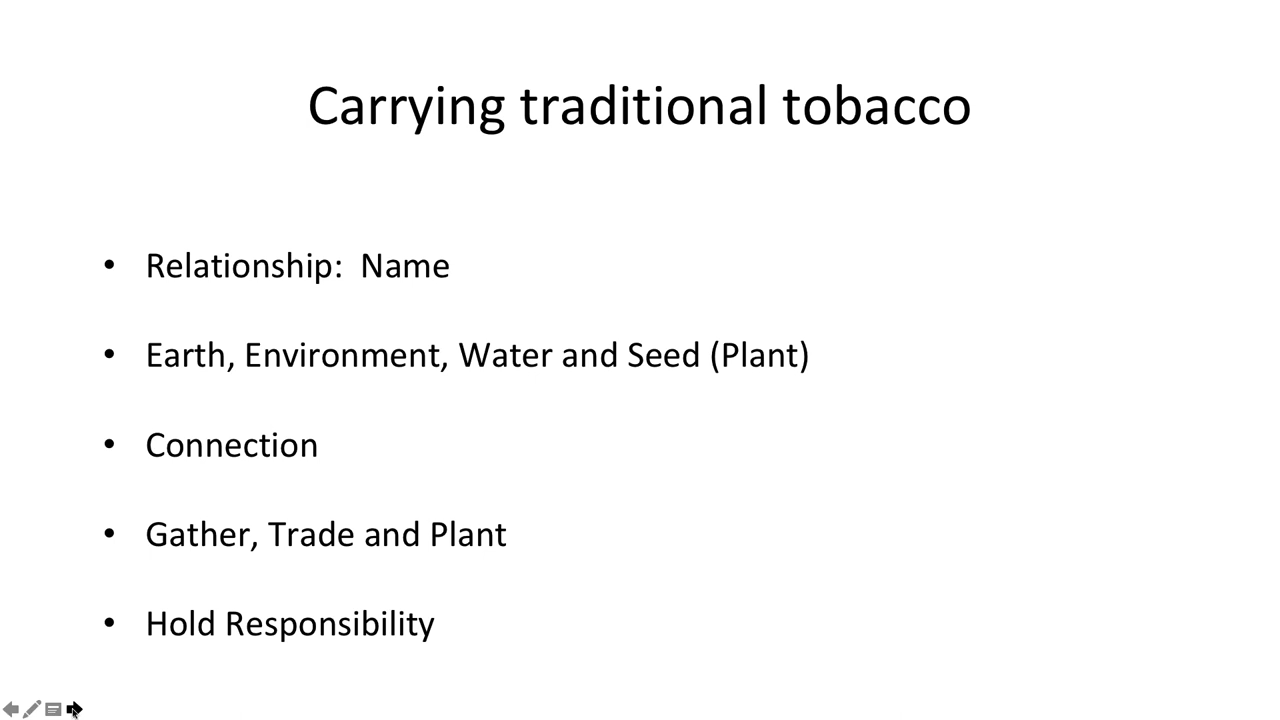 Carrying traditional tobacco
• Relationship:  Name
• Earth, Environment, Water and Seed (Plant)
• Connection
• Gather, Trade and Plant
• Hold Responsibility